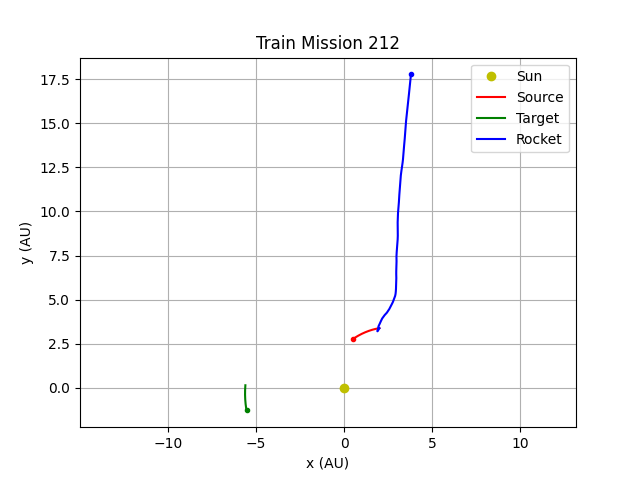 Train Mission 212
Sun
Source
Target
Rocket
17.5
15.0
12.5
10.0
7.5
5.0
2.5
0.0
y (AU)
−10
−5
0
5
10
x (AU)